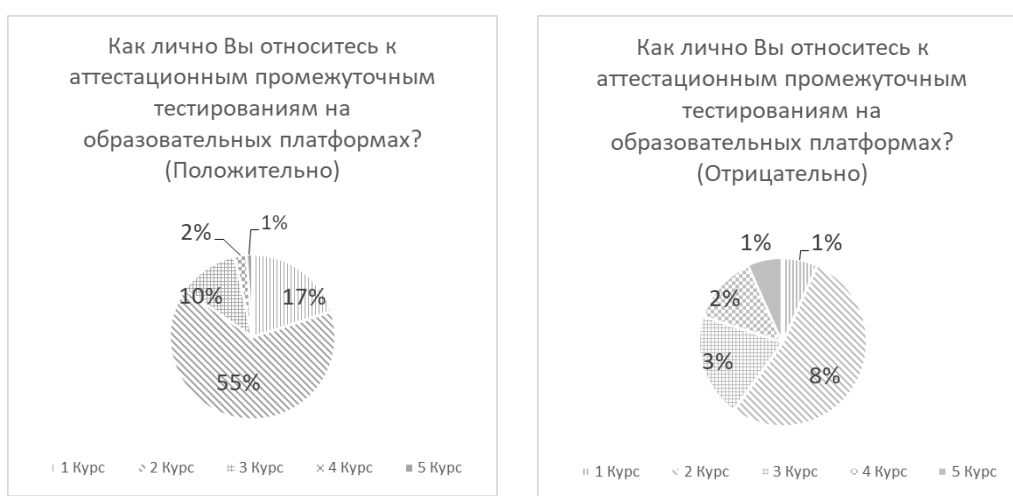 Как лично Вы относитесь к
аттестационным промежуточным
тестированиям на
образовательных платформах?
(Положительно)
2%
1%
10%
17%
55%
1 Курс
2 Курс
3 Курс
4 Курс
5 Курс
Как лично Вы относитесь к
аттестационным промежуточным
тестированиям на
образовательных платформах?
(Отрицательно)
1%
1%
2%
3%
8%
1 Курс
2 Курс
3 Курс
4 Курс
5 Курс